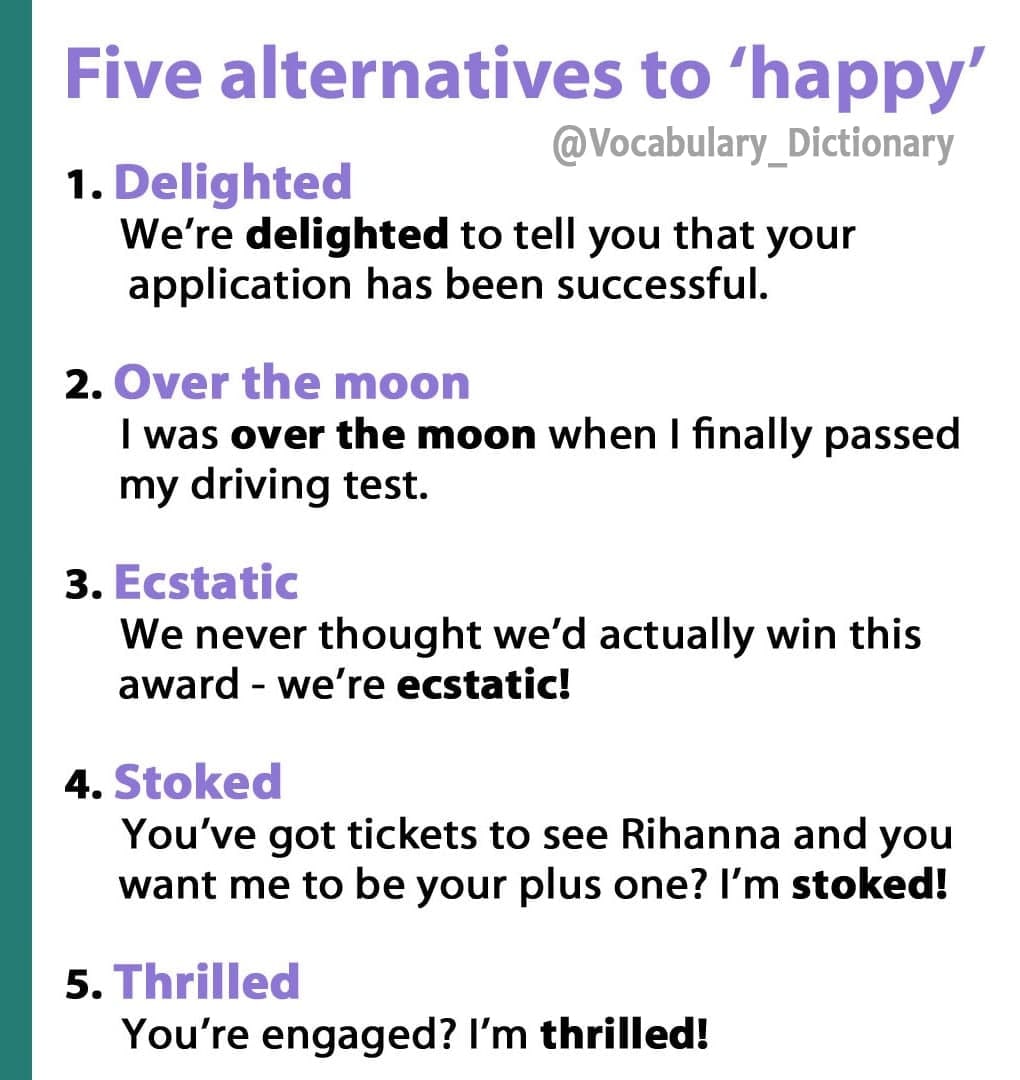 Five alternatives to ‘happy’
@Vocabulary_Dictionary
1. Delighted
We’re delighted to tell you that your
application has been successful.
2. Over the moon
I was over the moon when I finally passed
my driving test.
3. Ecstatic
We never thought we’d actually win this
award - we’re ecstatic!
4. Stoked
You’ve got tickets to see Rihanna and you
want me to be your plus one? I’m stoked!
5. Thrilled
You’re engaged? I’m thrilled!